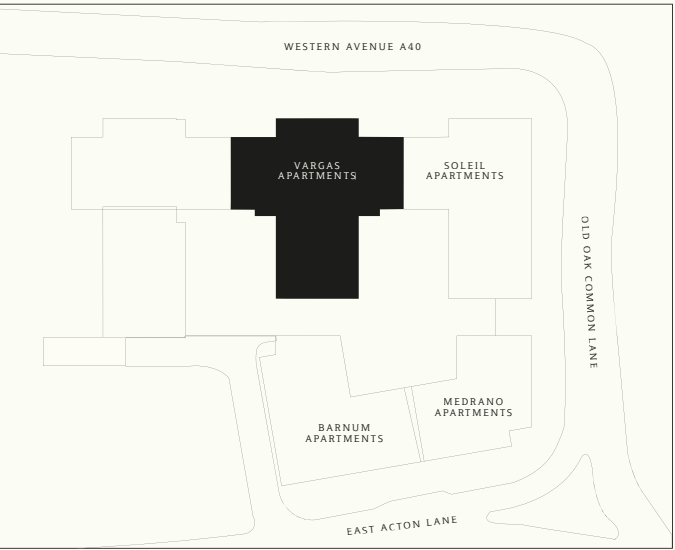 WESTERN AVENUE A40
VARGAS
APARTMENTS
SOLEIL
APARTMENTS
OLD OAK COMMON LANE
MEDRANO
APARTMENTS
BARNUM
APARTMENTS
EAST ACTON LANE